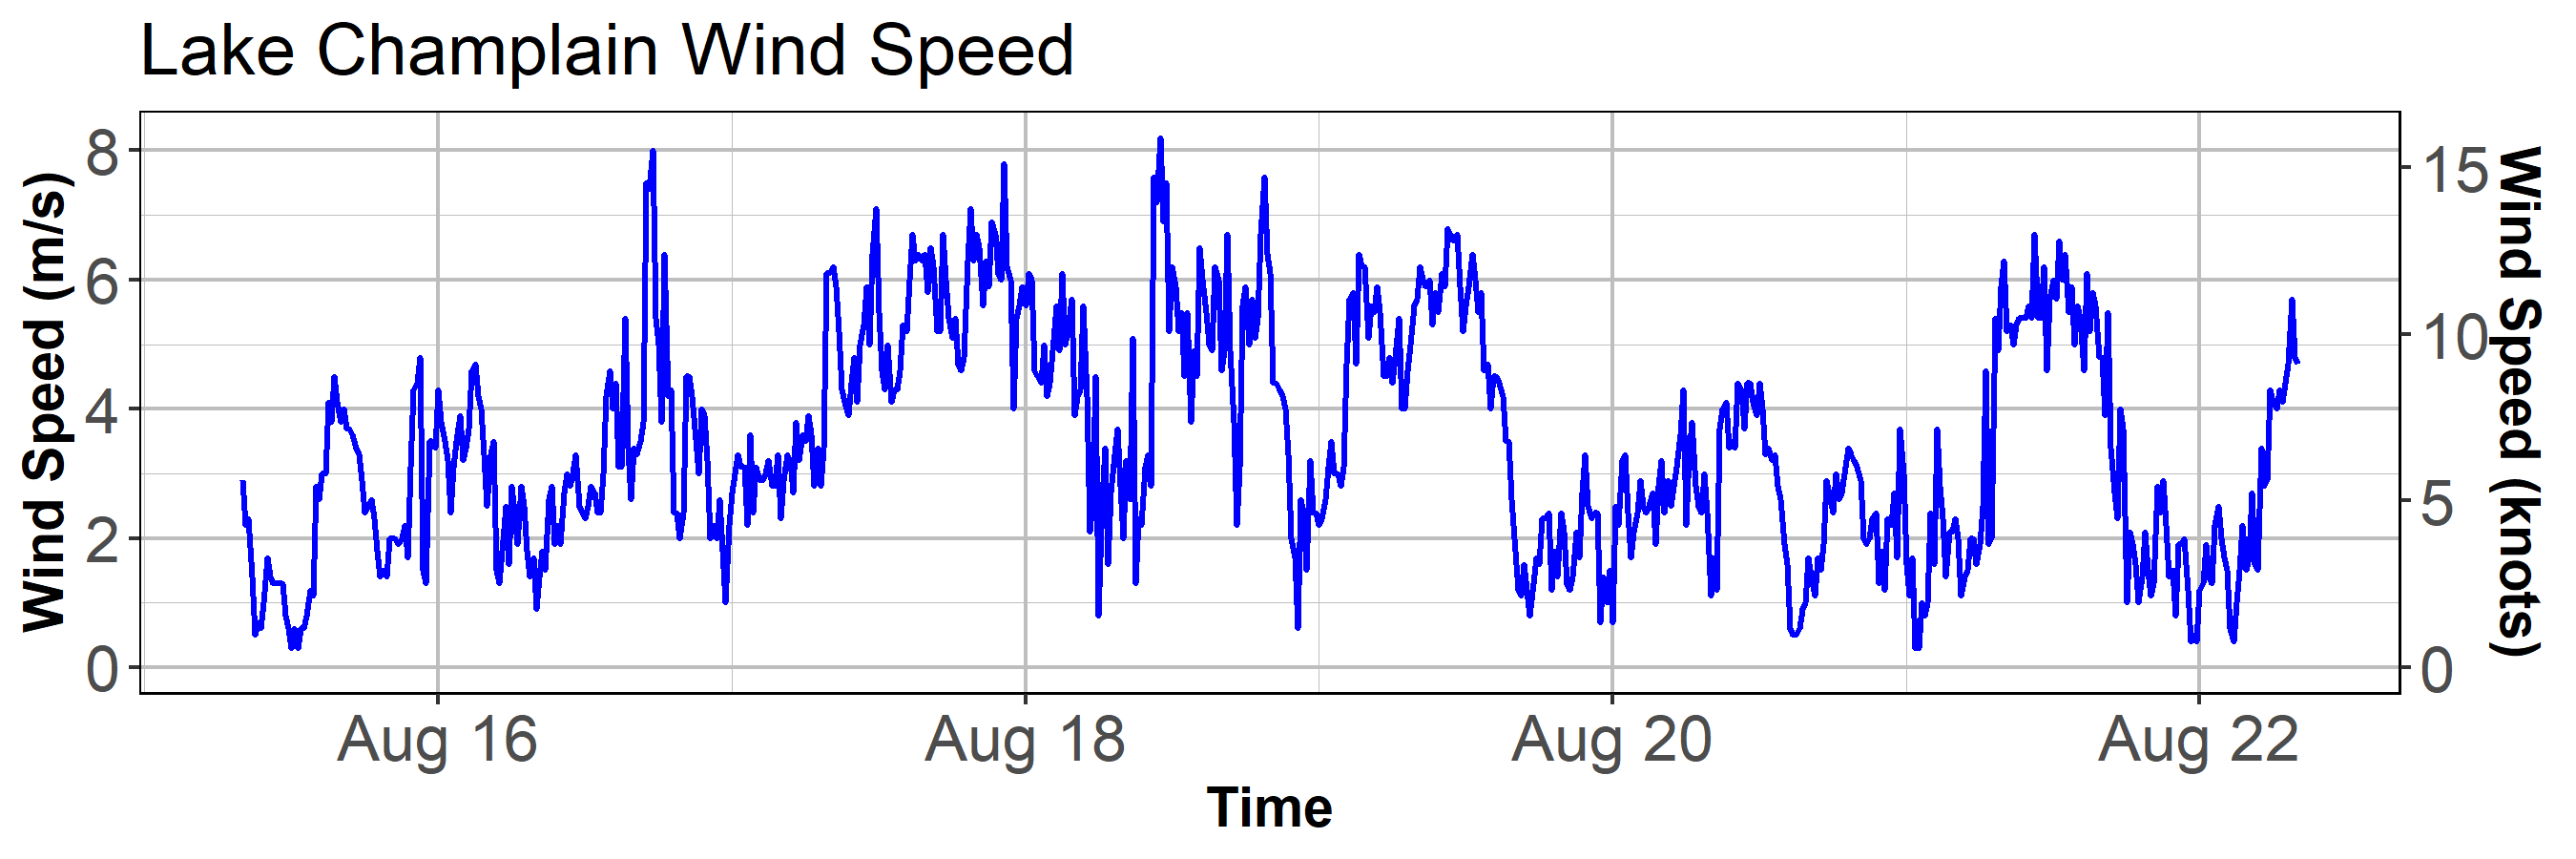 Lake Champlain Wind Speed
Wind Speed (m/s)
8
6
4
2
0
15
10
5
0
Wind Speed (knots)
Aug 16
Aug 18
Aug 20
Aug 22
Time